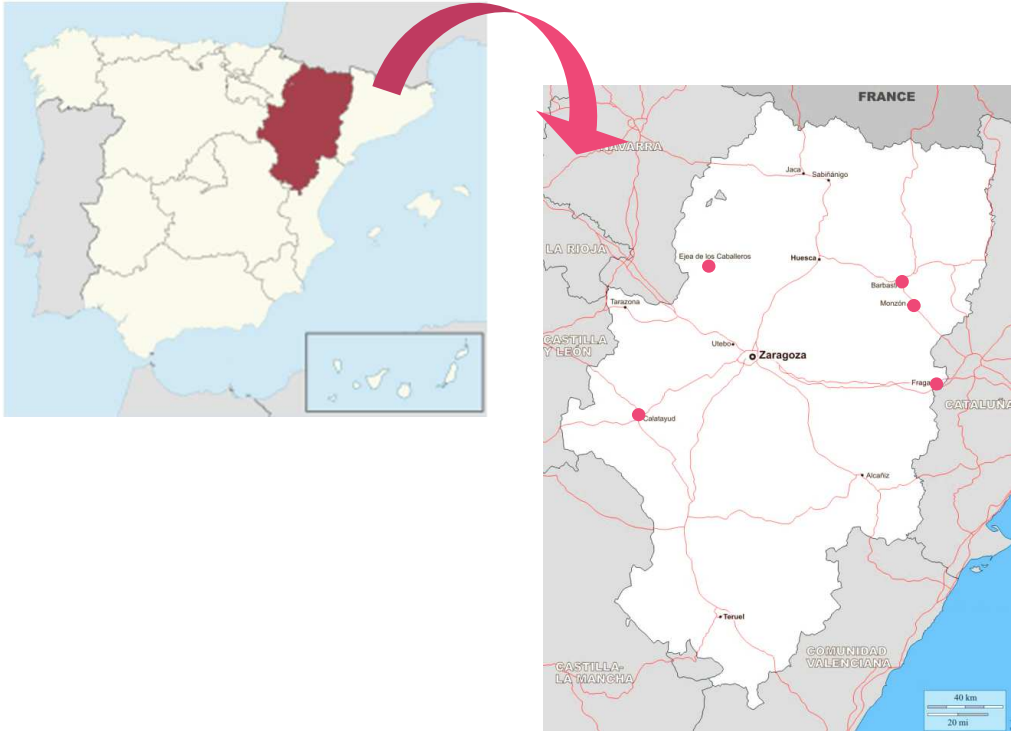 FRANCE
NAVARRA
Jaca
Sabiñánigo
LA RIOJA
Ejea de los Caballeros
Huesca
Barbast
Monzón
Tarazona
CASTILLA
Y LEÓN
Utebo
Zaragoza
Fraga
CATALUÑA
Calatayud
Alcañiz
Teruel
COMUNIDAD
VALENCIANA
CASTILLA-
LA MANCHA
40 km
20 mi